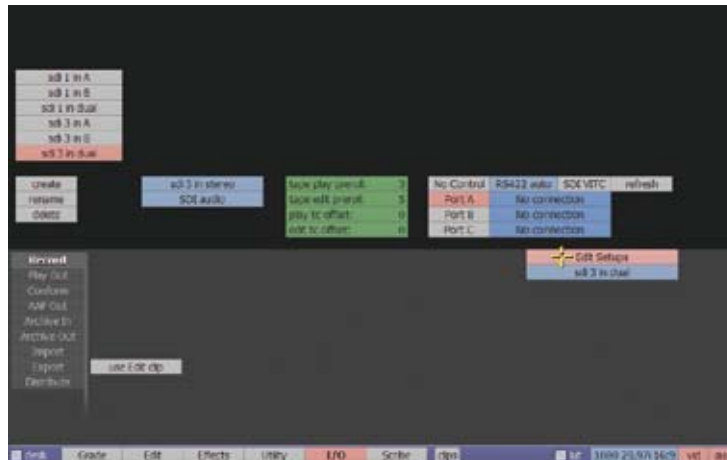 sdi 1 in A
sdi 1 in B
sdi 1 in dual
sdi 3 in A
sdi 3 in B
sdi 3 in dual
create
rename
delete
sdi 3 in stereo
SDI audio
tape play preroll: 3
tape edit preroll: 5
play tc offset: 0
edit tc offset: 0
No Control RS422 auto SDI VITC refresh
Port A No connection
Port B No connection
Port C No connection
Edit Setups
sdi 3 in dual
Record
Play Out
Conform
AAF Out
Archive In
Archive Out
Import
Export
Distribute
use Edit clip
desk Grade Edit Effects Utility I/O Scribe clips